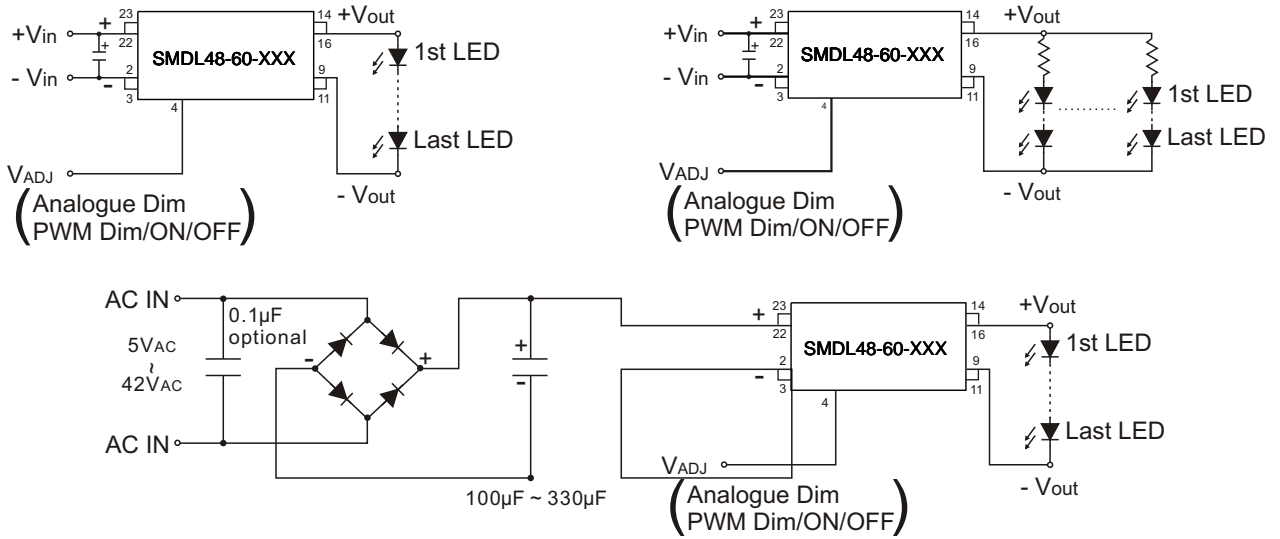 23
14
+Vout
+Vin
+
22
16
+
SMDL48-60-XXX
1st LED
- Vin
2
9
-
3
11
4
Last LED
VADJ
- Vout
(Analogue Dim
PWM Dim/ON/OFF)
23
14
+Vout
+Vin
+
22
16
+
SMDL48-60-XXX
- Vin
2
9
-
3
11
4
1st LED
Last LED
VADJ
- Vout
(Analogue Dim
PWM Dim/ON/OFF)
AC IN
0.1µF
optional
5VAC
~
42VAC
-
+
AC IN
+
-
100µF ~ 330µF
23
14
+Vout
+
22
16
SMDL48-60-XXX
1st LED
2
9
-
3
11
4
Last LED
VADJ
- Vout
(Analogue Dim
PWM Dim/ON/OFF)